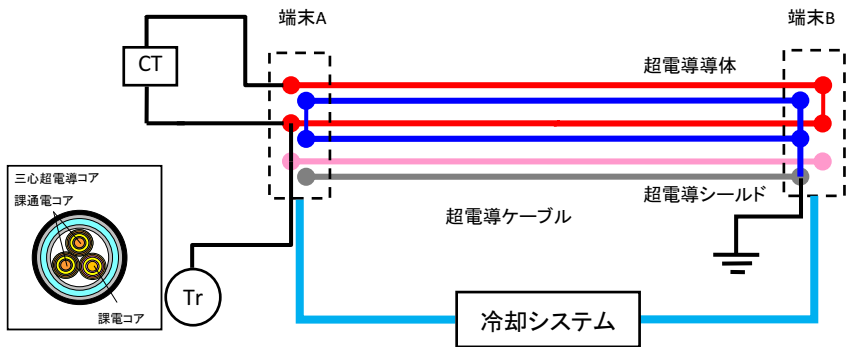 端末A
端末B
CT
超電導導体
三心超電導コア
課通電コア
超電導シールド
超電導ケーブル
Tr
課電コア
冷却システム